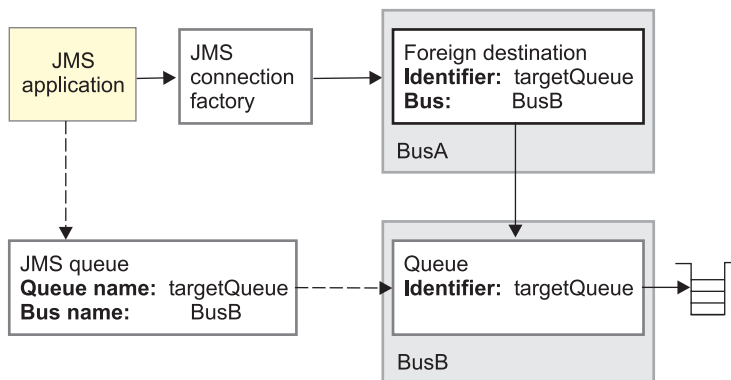 JMS
application
JMS
connection
factory
Foreign destination
Identifier: targetQueue
Bus: BusB
BusA
JMS queue
Queue name: targetQueue
Bus name: BusB
Queue
Identifier: targetQueue
BusB